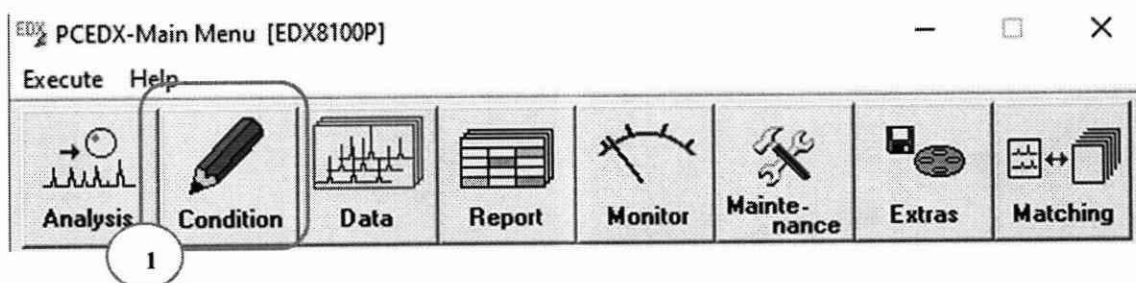 EDX PCEDX-Main Menu [EDX8100P]
Execute Help
Analysis Condition Data Report Monitor Mainte-
nance Extras Matching
1